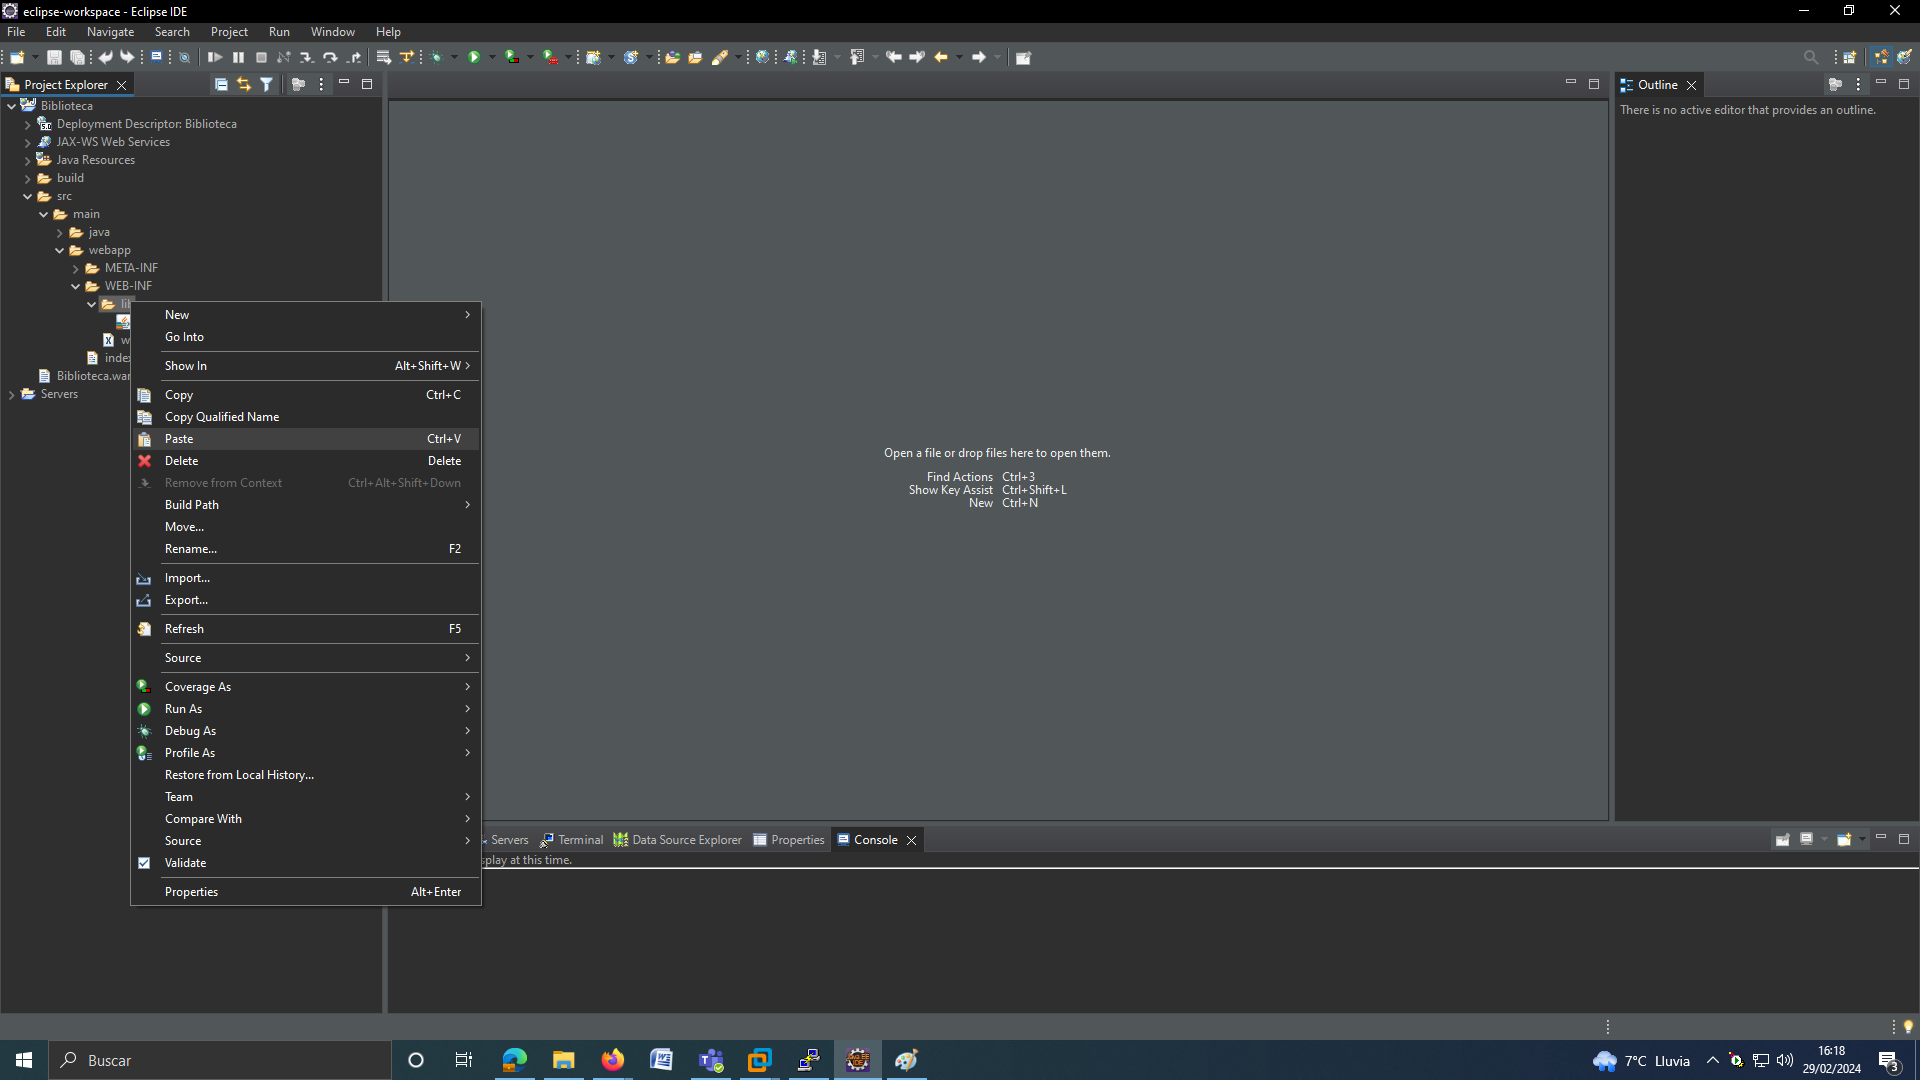 eclipse-workspace - Eclipse IDE
File Edit Navigate Search Project Run Window Help
Project Explorer
Biblioteca
Deployment Descriptor: Biblioteca
JAX-WS Web Services
Java Resources
build
src
main
java
webapp
META-INF
WEB-INF
Biblioteca.war
Servers
New
Go Into
Show In Alt+Shift+W
Copy Ctrl+C
Copy Qualified Name
Paste Ctrl+V
Delete Delete
Remove from Context Ctrl+Alt+Shift+Down
Build Path
Move...
Rename... F2
Import...
Export...
Refresh F5
Source
Coverage As
Run As
Debug As
Profile As
Restore from Local History...
Team
Compare With
Source
Validate
Properties Alt+Enter
Open a file or drop files here to open them.
Find Actions Ctrl+3
Show Key Assist Ctrl+Shift+L
New Ctrl+N
Outline
There is no active editor that provides an outline.
Servers Terminal Data Source Explorer Properties Console
splay at this time.
Buscar
7°C Lluvia
16:18
29/02/2024
3